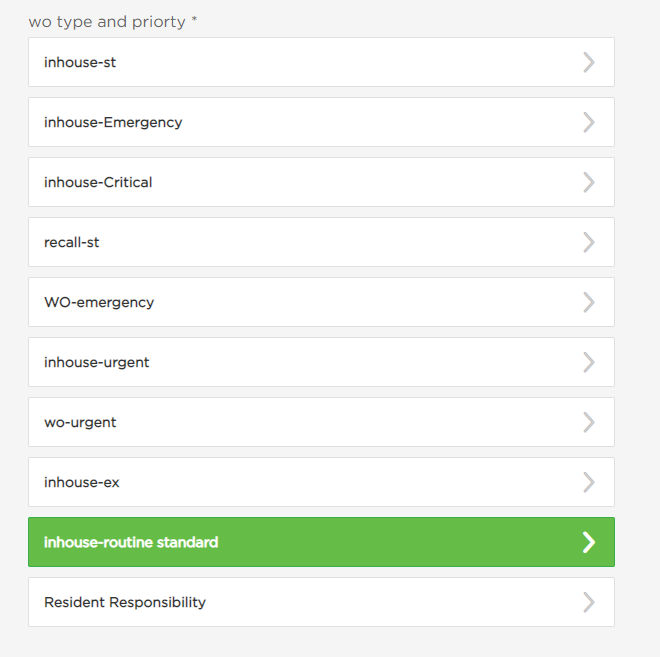 wo type and priorty *
inhouse-st
inhouse-Emergency
inhouse-Critical
recall-st
WO-emergency
inhouse-urgent
wo-urgent
inhouse-ex
inhouse-routine standard
Resident Responsibility